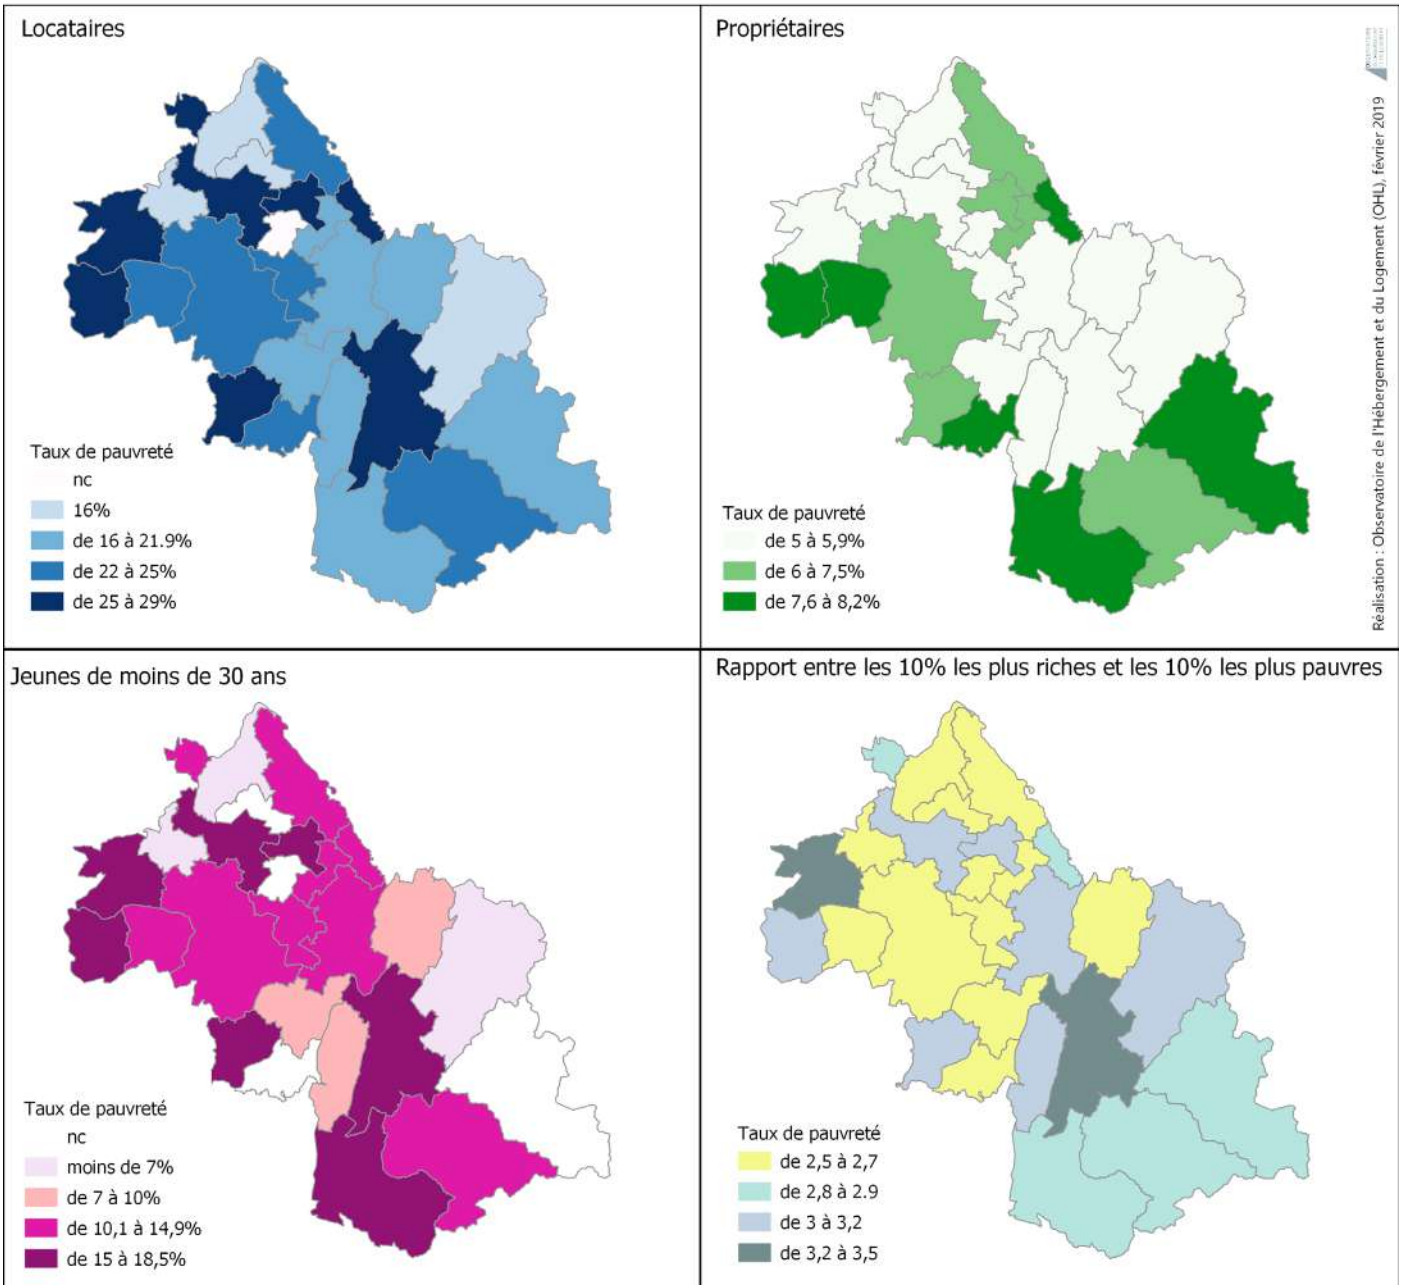 Locataires
Taux de pauvreté
nc
16%
de 16 à 21.9%
de 22 à 25%
de 25 à 29%
Propriétaires
Taux de pauvreté
de 5 à 5,9%
de 6 à 7,5%
de 7,6 à 8,2%
Réalisation : Observatoire de l'Hébergement et du Logement (OHL), février 2019
Jeunes de moins de 30 ans
Taux de pauvreté
nc
moins de 7%
de 7 à 10%
de 10,1 à 14,9%
de 15 à 18,5%
Rapport entre les 10% les plus riches et les 10% les plus pauvres
Taux de pauvreté
de 2,5 à 2,7
de 2,8 à 2.9
de 3 à 3,2
de 3,2 à 3,5